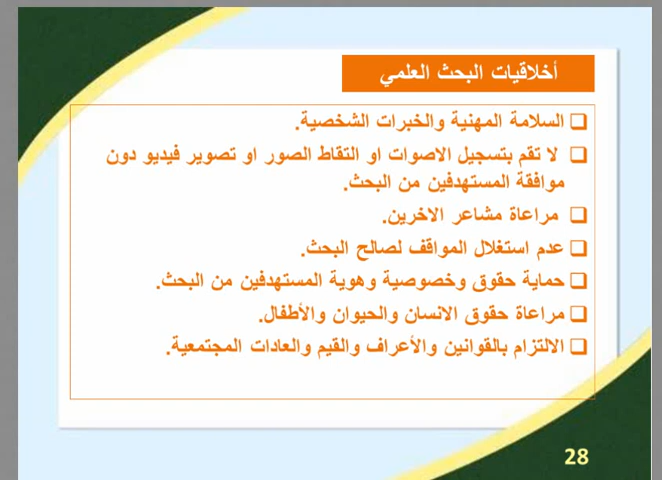 أخلاقيات البحث العلمي
❑ السلامة المهنية والخبرات الشخصية.
❑ لا تقم بتسجيل الاصوات او التقاط الصور او تصوير فيديو دون
موافقة المستهدفين من البحث.
❑ مراعاة مشاعر الاخرين.
❑ عدم استغلال المواقف لصالح البحث.
❑ حماية حقوق وخصوصية وهوية المستهدفين من البحث.
❑ مراعاة حقوق الانسان والحيوان والأطفال.
❑ الالتزام بالقوانين والأعراف والقيم والعادات المجتمعية.
28